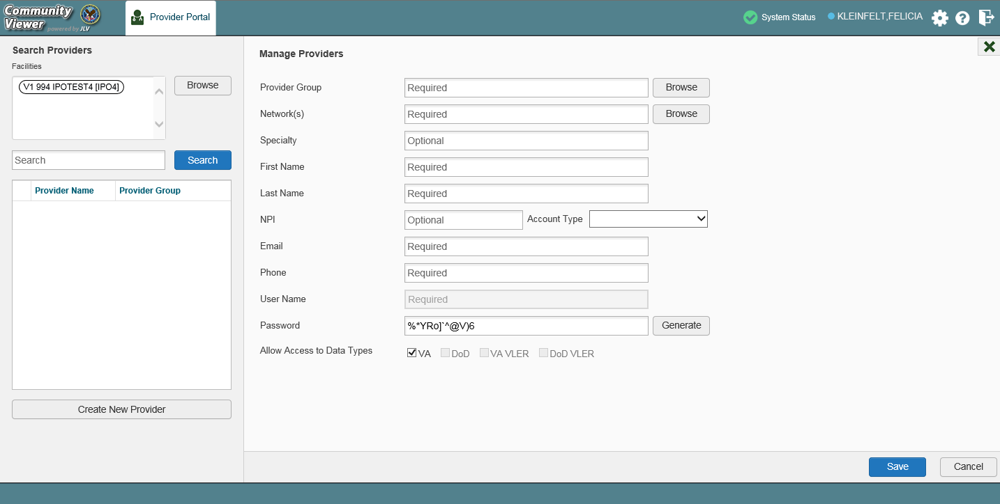 Community
Viewer
powered by JLV
Provider Portal
System Status
KLEINFELT,FELICIA
Search Providers
Facilities
V1 994 IPOTEST4 [IPO4]
Browse
Search
Search
Provider Name
Provider Group
Create New Provider
Manage Providers
Provider Group
Required
Browse
Network(s)
Required
Browse
Specialty
Optional
First Name
Required
Last Name
Required
NPI
Optional
Account Type
Email
Required
Phone
Required
User Name
Required
Password
%*YRo]`^@V)6
Generate
Allow Access to Data Types
VA
DoD
VA VLER
DoD VLER
Save
Cancel